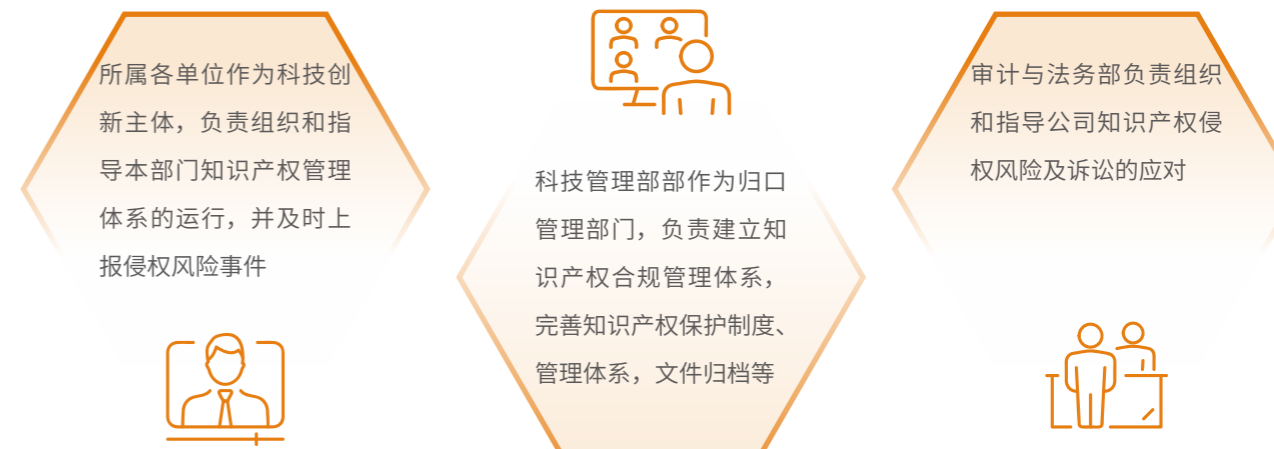 所属各单位作为科技创
新主体，负责组织和指
导本部门知识产权管理
体系的运行，并及时上
报侵权风险事件
科技管理部部作为归口
管理部门，负责建立知
识产权合规管理体系，
完善知识产权保护制度、
管理体系，文件归档等
审计与法务部负责组织
和指导公司知识产权侵
权风险及诉讼的应对